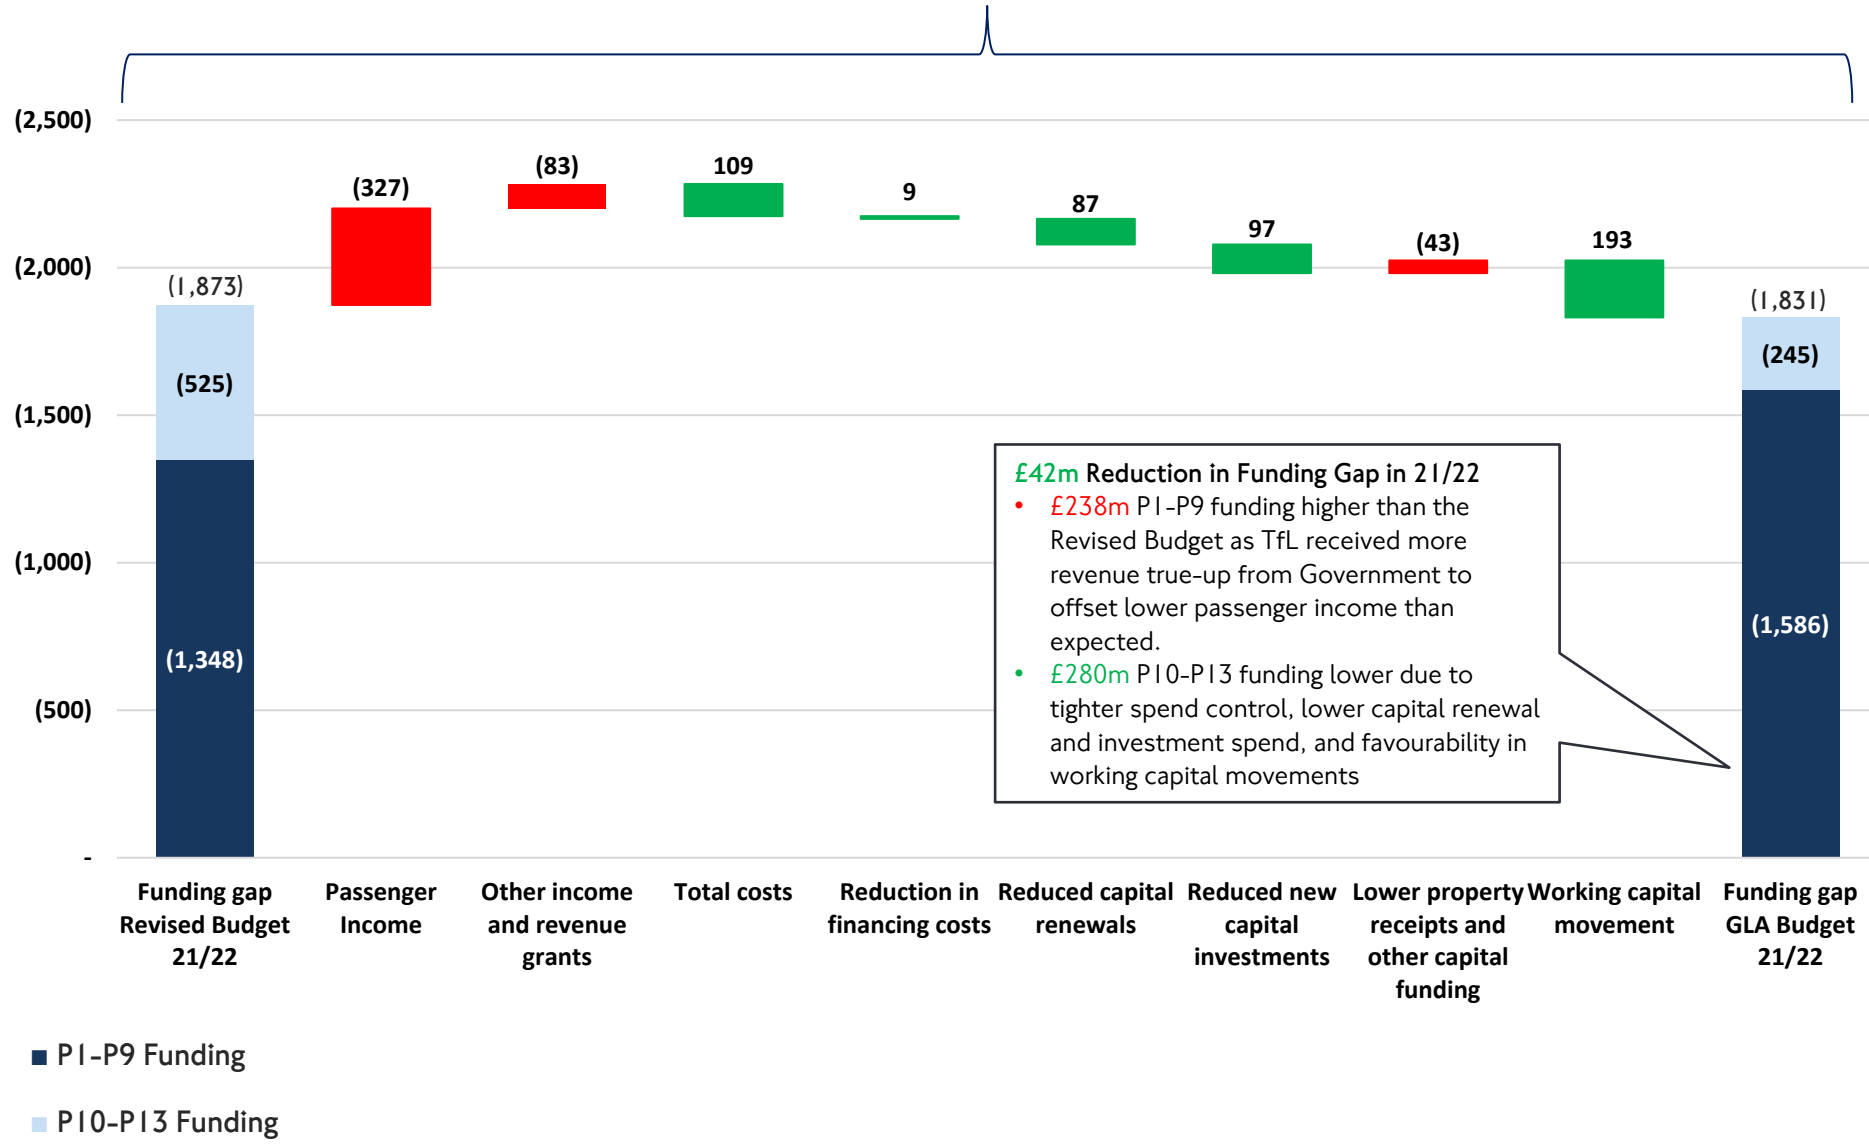 (2,500)
(2,000)
(1,500)
(1,000)
(500)
-
(1,873)
(525)
(1,348)
(327)
(83)
109
9
87
97
(43)
193
(1,831)
(245)
(1,586)
£42m Reduction in Funding Gap in 21/22
• £238m P1-P9 funding higher than the
Revised Budget as TfL received more
revenue true-up from Government to
offset lower passenger income than
expected.
• £280m P10-P13 funding lower due to
tighter spend control, lower capital renewal
and investment spend, and favourability in
working capital movements
Funding gap
Revised Budget
21/22
Passenger
Income
Other income
and revenue
grants
Total costs
Reduction in
financing costs
Reduced capital
renewals
Reduced new
capital
investments
Lower property
receipts and
other capital
funding
Working capital
movement
Funding gap
GLA Budget
21/22
P1-P9 Funding
P10-P13 Funding